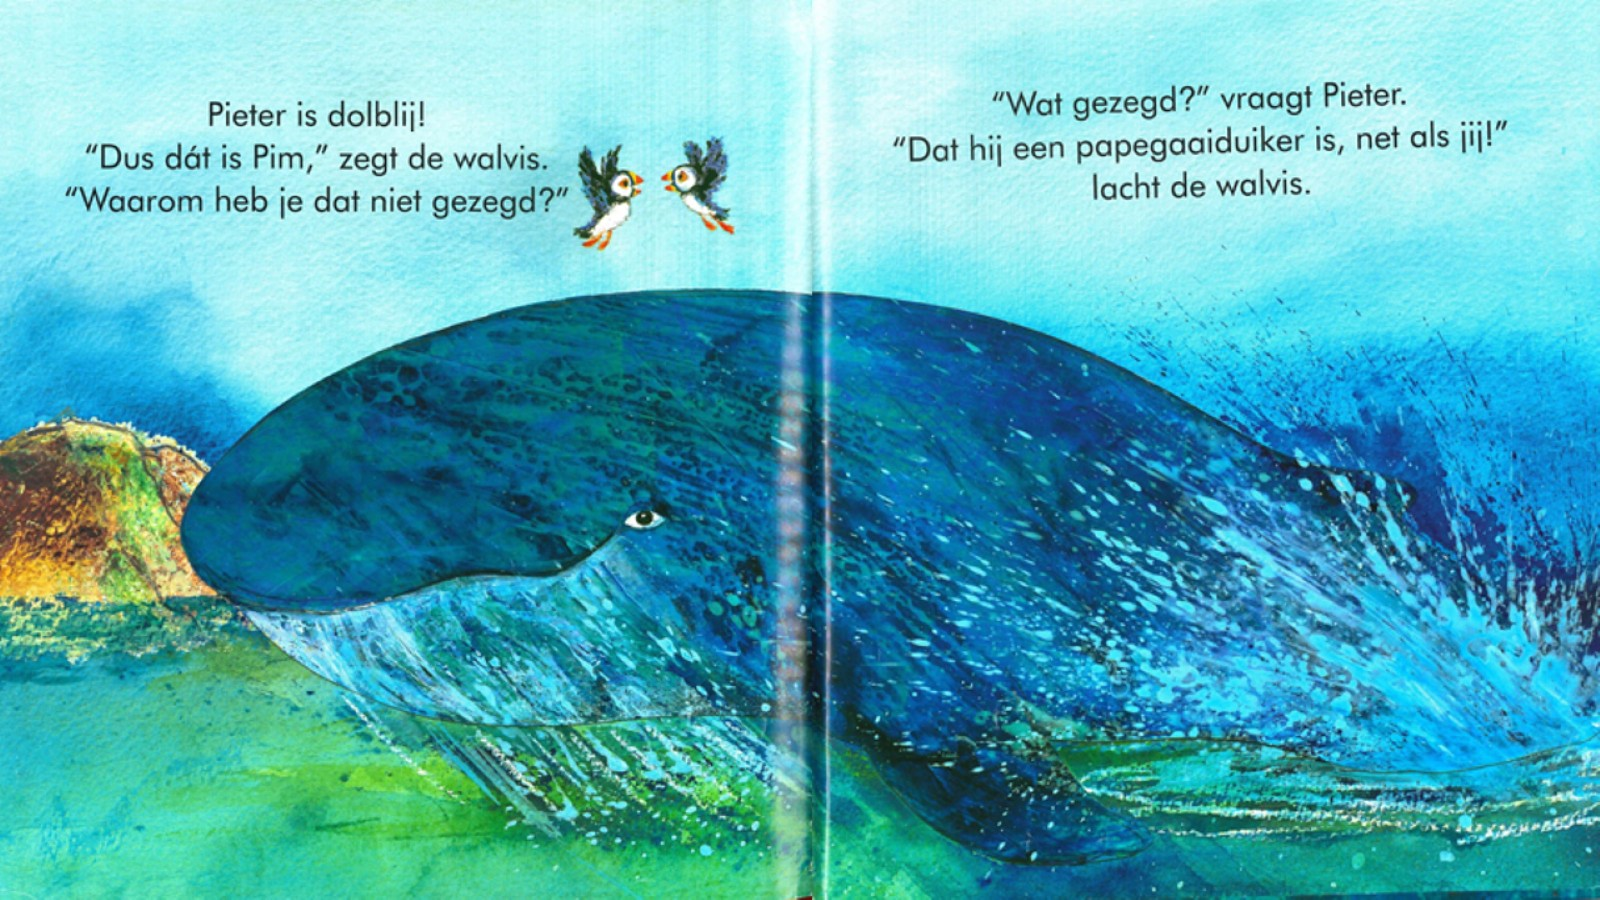 Pieter is dolblij!
“Dus dát is Pim,” zegt de walvis.
“Waarom heb je dat niet gezegd?”
“Wat gezegd?” vraagt Pieter.
“Dat hij een papegaaiduiker is, net als jij!”
lacht de walvis.